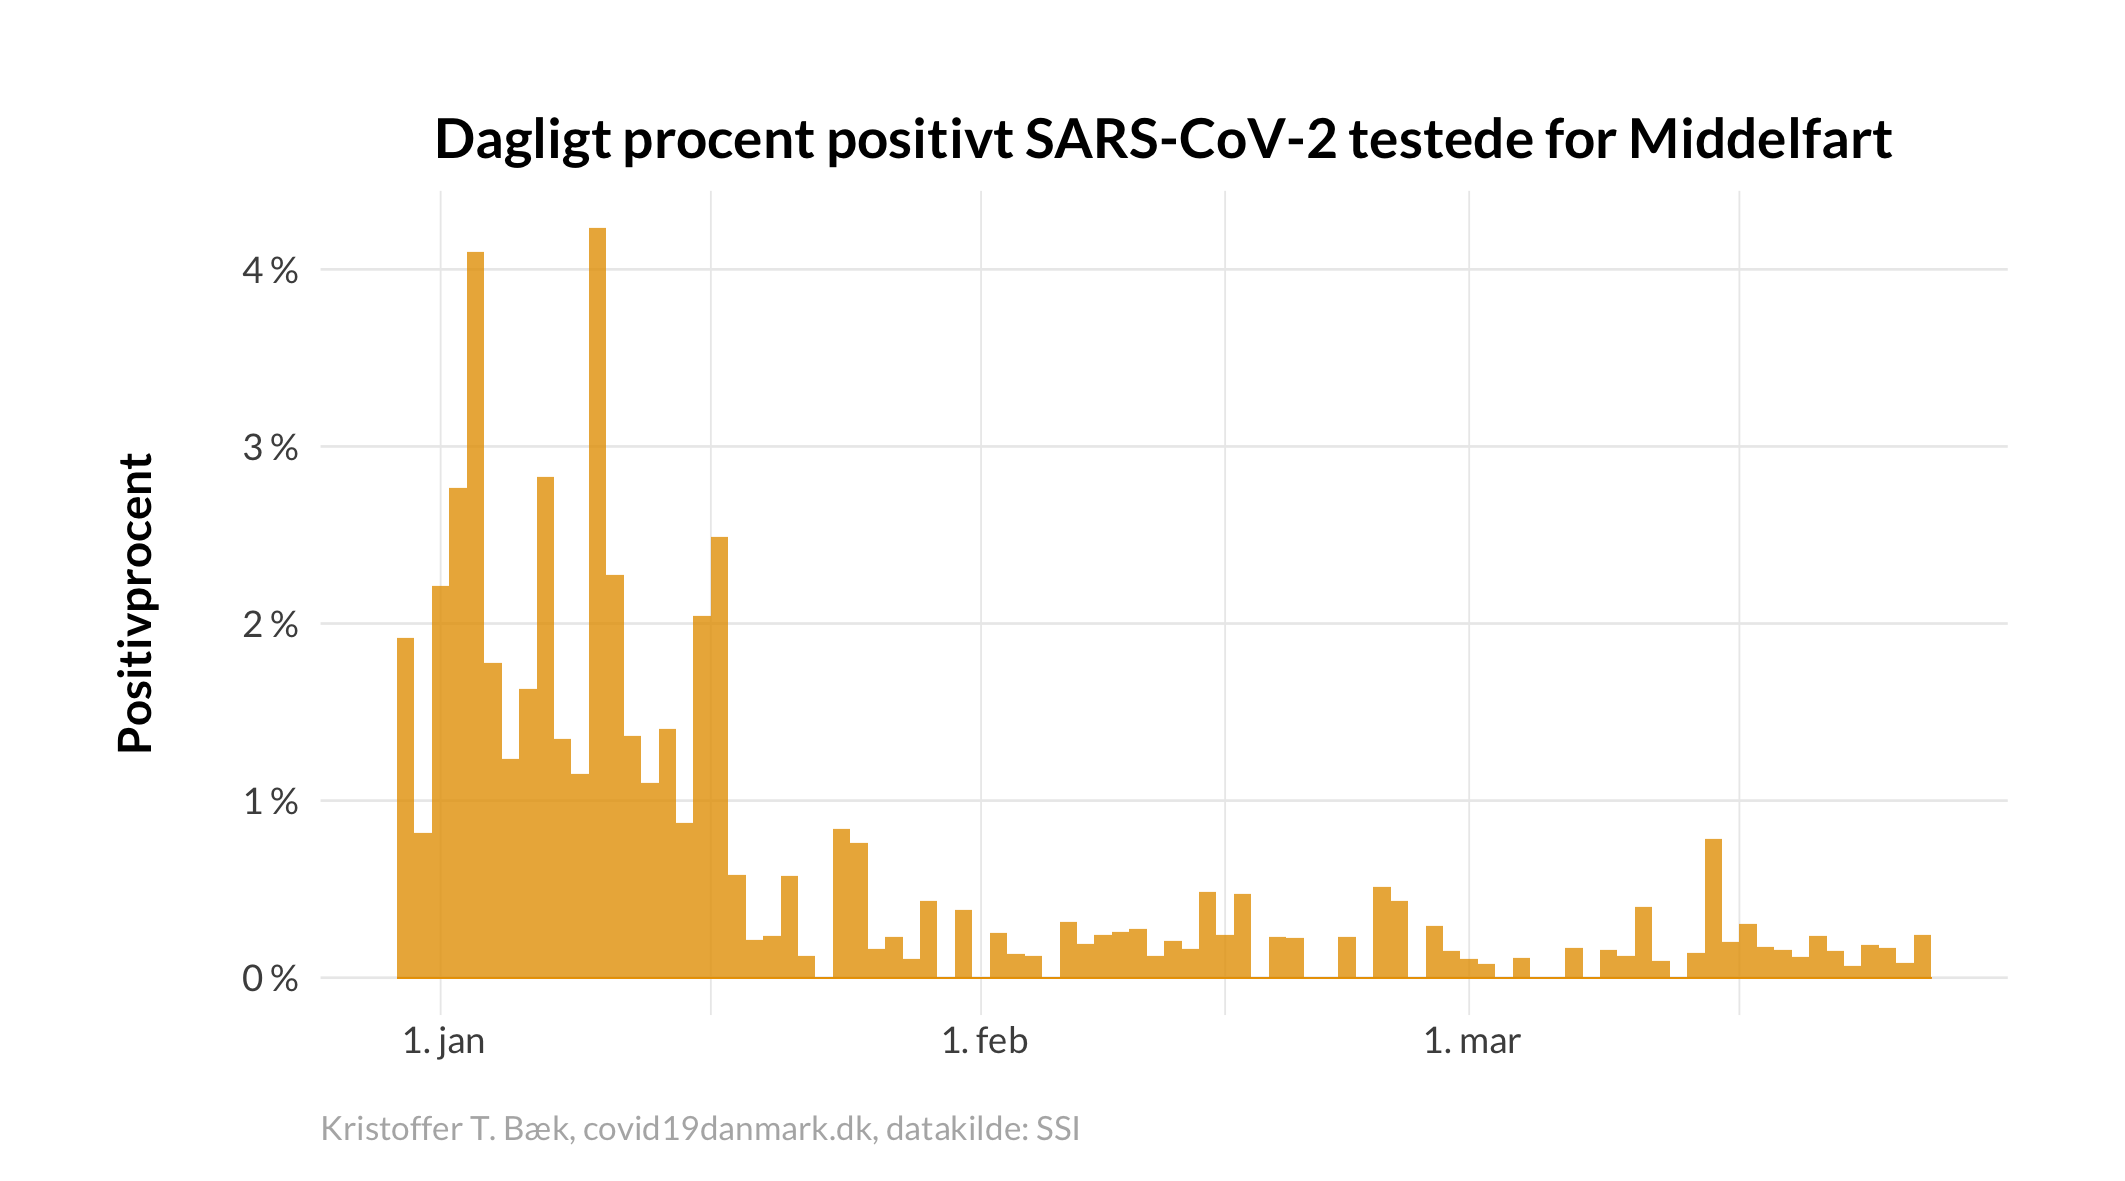 Dagligt procent positivt SARS-CoV-2 testede for Middelfart
Positivprocent
4 %
3 %
2 %
1 %
0 %
1. jan
1. feb
1. mar
Kristoffer T. Bæk, covid19danmark.dk, datakilde: SSI